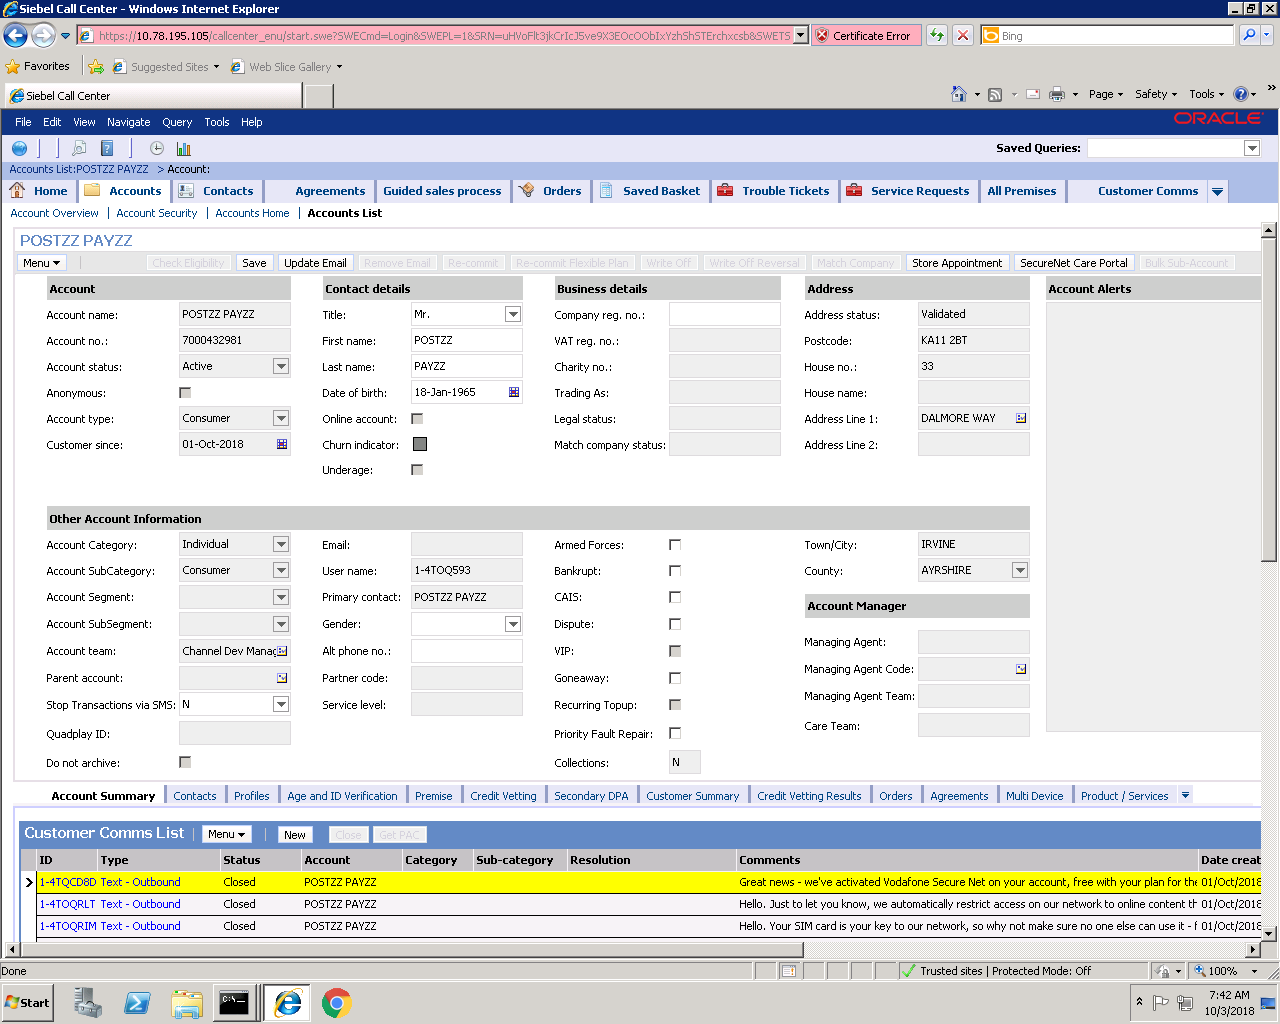 Siebel Call Center - Windows Internet Explorer
https://10.78.195.105/callcenter_enu/start.swe?SWECmd=Login&SWEPL=1&SRN= Certificate Error Bing
Favorites Suggested Sites Web Slice Gallery
Siebel Call Center Page Safety Tools
File Edit View Navigate Query Tools Help ORACLE
Saved Queries:
Accounts List:POSTZZ PAYZZ > Account:
Home Accounts Contacts Agreements Guided sales process Orders Saved Basket Trouble Tickets Service Requests All Premises Customer Comms
Account Overview Account Security Accounts Home Accounts List
POSTZZ PAYZZ
Menu Check Eligibility Save Update Email Remove Email Re-commit Re-commit Flexible Plan Write Off Write Off Reversal Match Company Store Appointment SecureNet Care Portal Bulk Sub-Account
Account Contact details Business details Address Account Alerts
Account name: POSTZZ PAYZZ Title: Mr. Company reg. no.: Address status: Validated
Account no.: 7000432981 First name: POSTZZ VAT reg. no.: Postcode: KA11 2BT
Account status: Active Last name: PAYZZ Charity no.: House no.: 33
Anonymous: Date of birth: 18-Jan-1965 Trading As: House name:
Account type: Consumer Online account: Legal status: Address Line 1: DALMORE WAY
Customer since: 01-Oct-2018 Churn indicator: Match company status: Address Line 2:
Underage:
Other Account Information
Account Category: Individual Email: Armed Forces: Town/City: IRVINE
Account SubCategory: Consumer User name: 1-4TOQ593 Bankrupt: County: AYRSHIRE
Account Segment: Primary contact: POSTZZ PAYZZ CAIS: Account Manager
Account SubSegment: Gender: Dispute:
Account team: Channel Dev Manag Alt phone no.: VIP: Managing Agent:
Parent account: Partner code: Goneaway: Managing Agent Code:
Stop Transactions via SMS: N Service level: Recurring Topup: Managing Agent Team:
Quadplay ID: Priority Fault Repair: Care Team:
Do not archive: Collections: N
Account Summary Contacts Profiles Age and ID Verification Premise Credit Vetting Secondary DPA Customer Summary Credit Vetting Results Orders Agreements Multi Device Product / Services
Customer Comms List Menu New Close Get PAC
ID Type Status Account Category Sub-category Resolution Comments Date creat
1-4TQCD8D Text - Outbound Closed POSTZZ PAYZZ Great news - we've activated Vodafone Secure Net on your account, free with your plan for the 01/Oct/2018
1-4TOQRLT Text - Outbound Closed POSTZZ PAYZZ Hello. Just to let you know, we automatically restrict access on our network to online content th 01/Oct/2018
1-4TOQRIM Text - Outbound Closed POSTZZ PAYZZ Hello. Your SIM card is your key to our network, so why not make sure no one else can use it - f 01/Oct/2018
Done Trusted sites | Protected Mode: Off 100%
Start 7:42 AM
10/3/2018